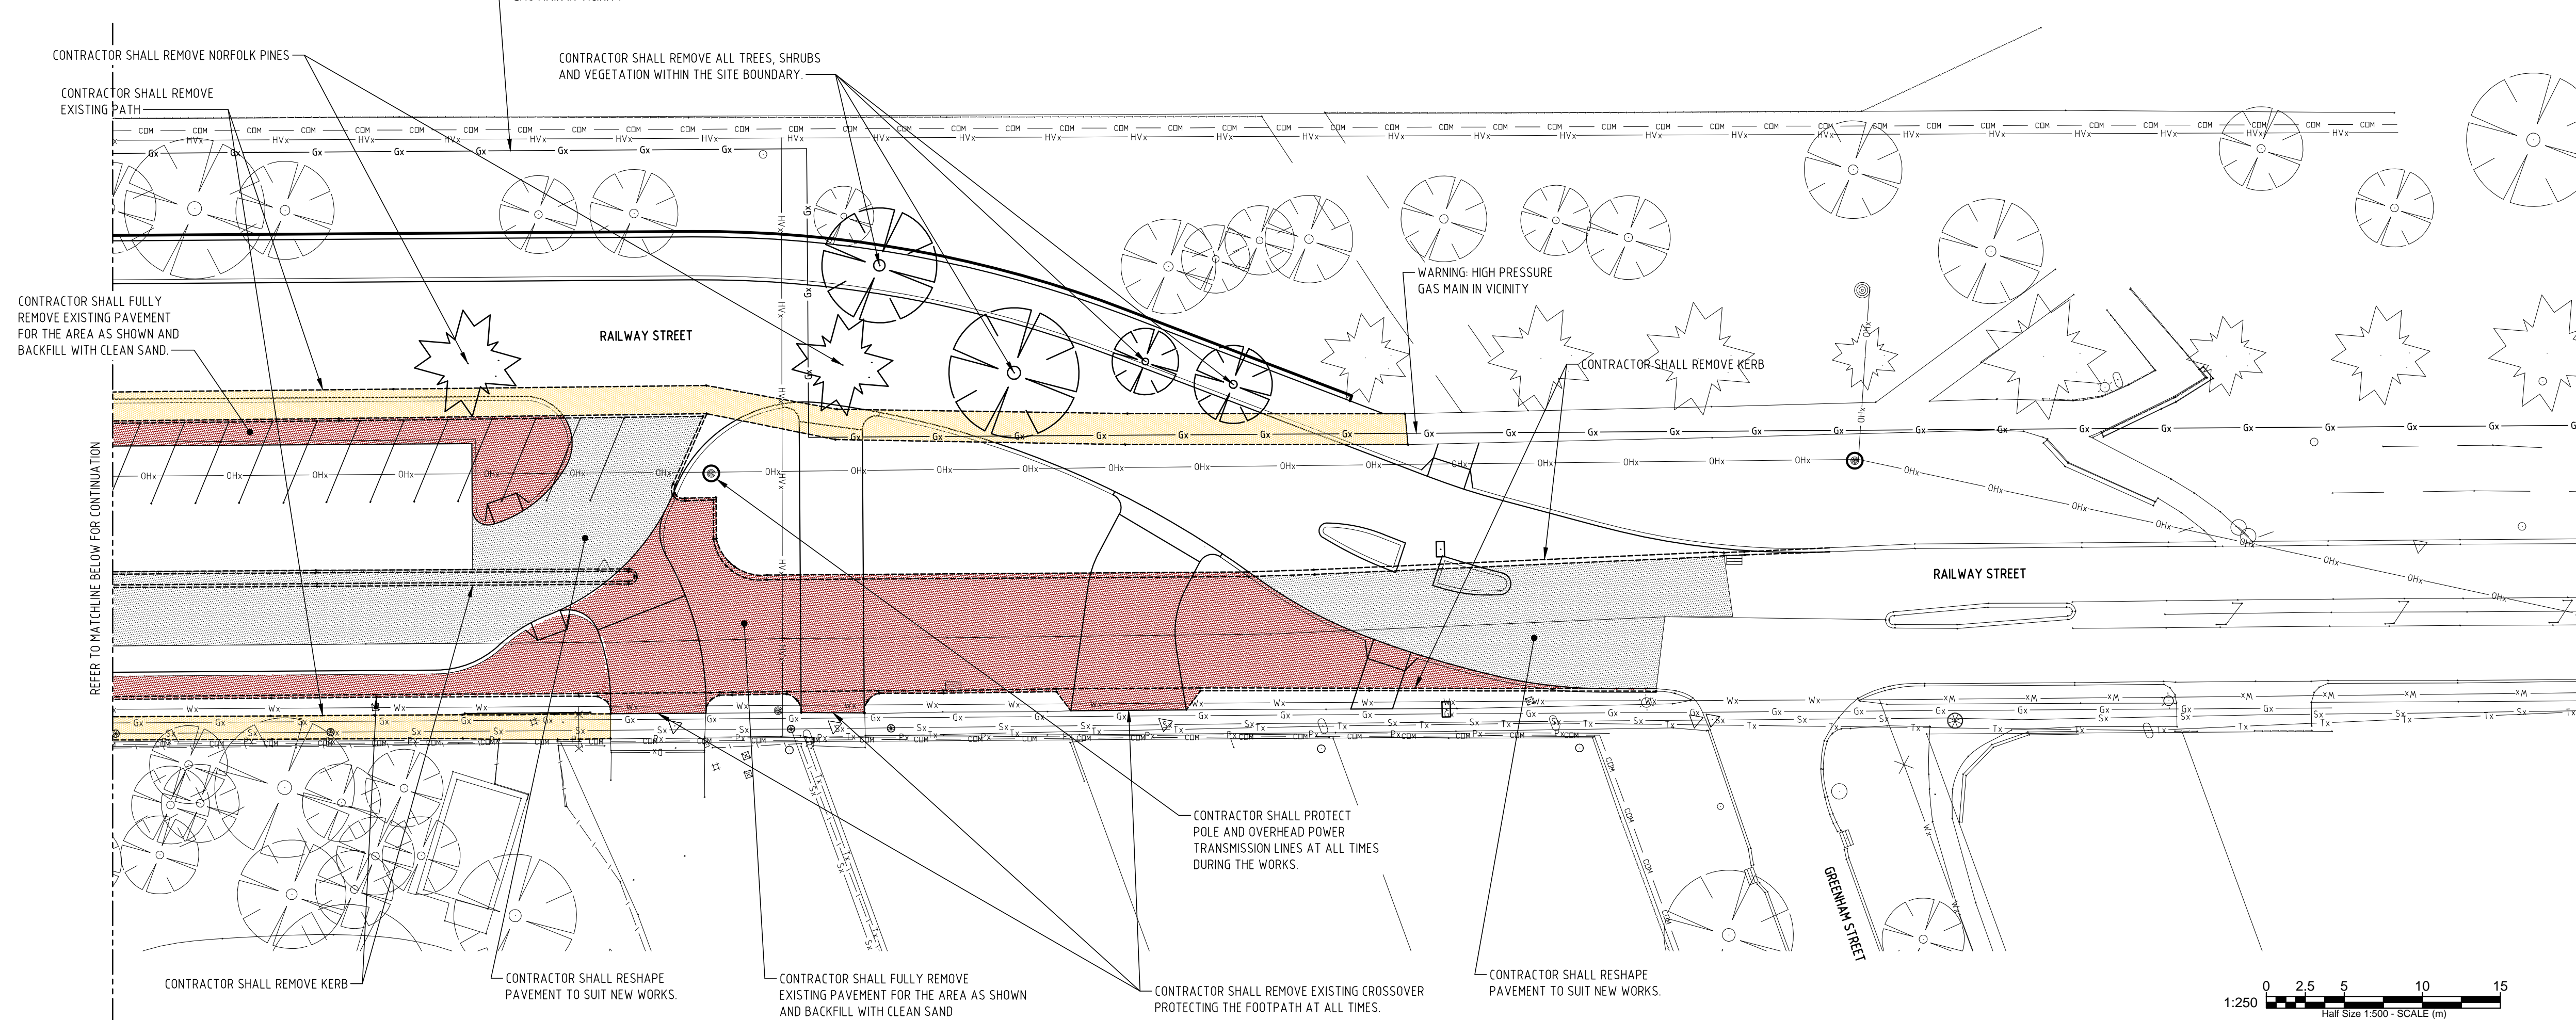 CONTRACTOR SHALL REMOVE NORFOLK PINES
CONTRACTOR SHALL REMOVE
EXISTING PATH
CONTRACTOR SHALL REMOVE ALL TREES, SHRUBS
AND VEGETATION WITHIN THE SITE BOUNDARY.
CONTRACTOR SHALL FULLY
REMOVE EXISTING PAVEMENT
FOR THE AREA AS SHOWN AND
BACKFILL WITH CLEAN SAND.
RAILWAY STREET
WARNING: HIGH PRESSURE
GAS MAIN IN VICINITY
CONTRACTOR SHALL REMOVE KERB
REFER TO MATCHLINE BELOW FOR CONTINUATION
RAILWAY STREET
CONTRACTOR SHALL PROTECT
POLE AND OVERHEAD POWER
TRANSMISSION LINES AT ALL TIMES
DURING THE WORKS.
GREENHAM STREET
CONTRACTOR SHALL REMOVE KERB
CONTRACTOR SHALL RESHAPE
PAVEMENT TO SUIT NEW WORKS.
CONTRACTOR SHALL FULLY REMOVE
EXISTING PAVEMENT FOR THE AREA AS SHOWN
AND BACKFILL WITH CLEAN SAND
CONTRACTOR SHALL REMOVE EXISTING CROSSOVER
PROTECTING THE FOOTPATH AT ALL TIMES.
CONTRACTOR SHALL RESHAPE
PAVEMENT TO SUIT NEW WORKS.
0 2.5 5 10 15
1:250
Half Size 1:500 - SCALE (m)